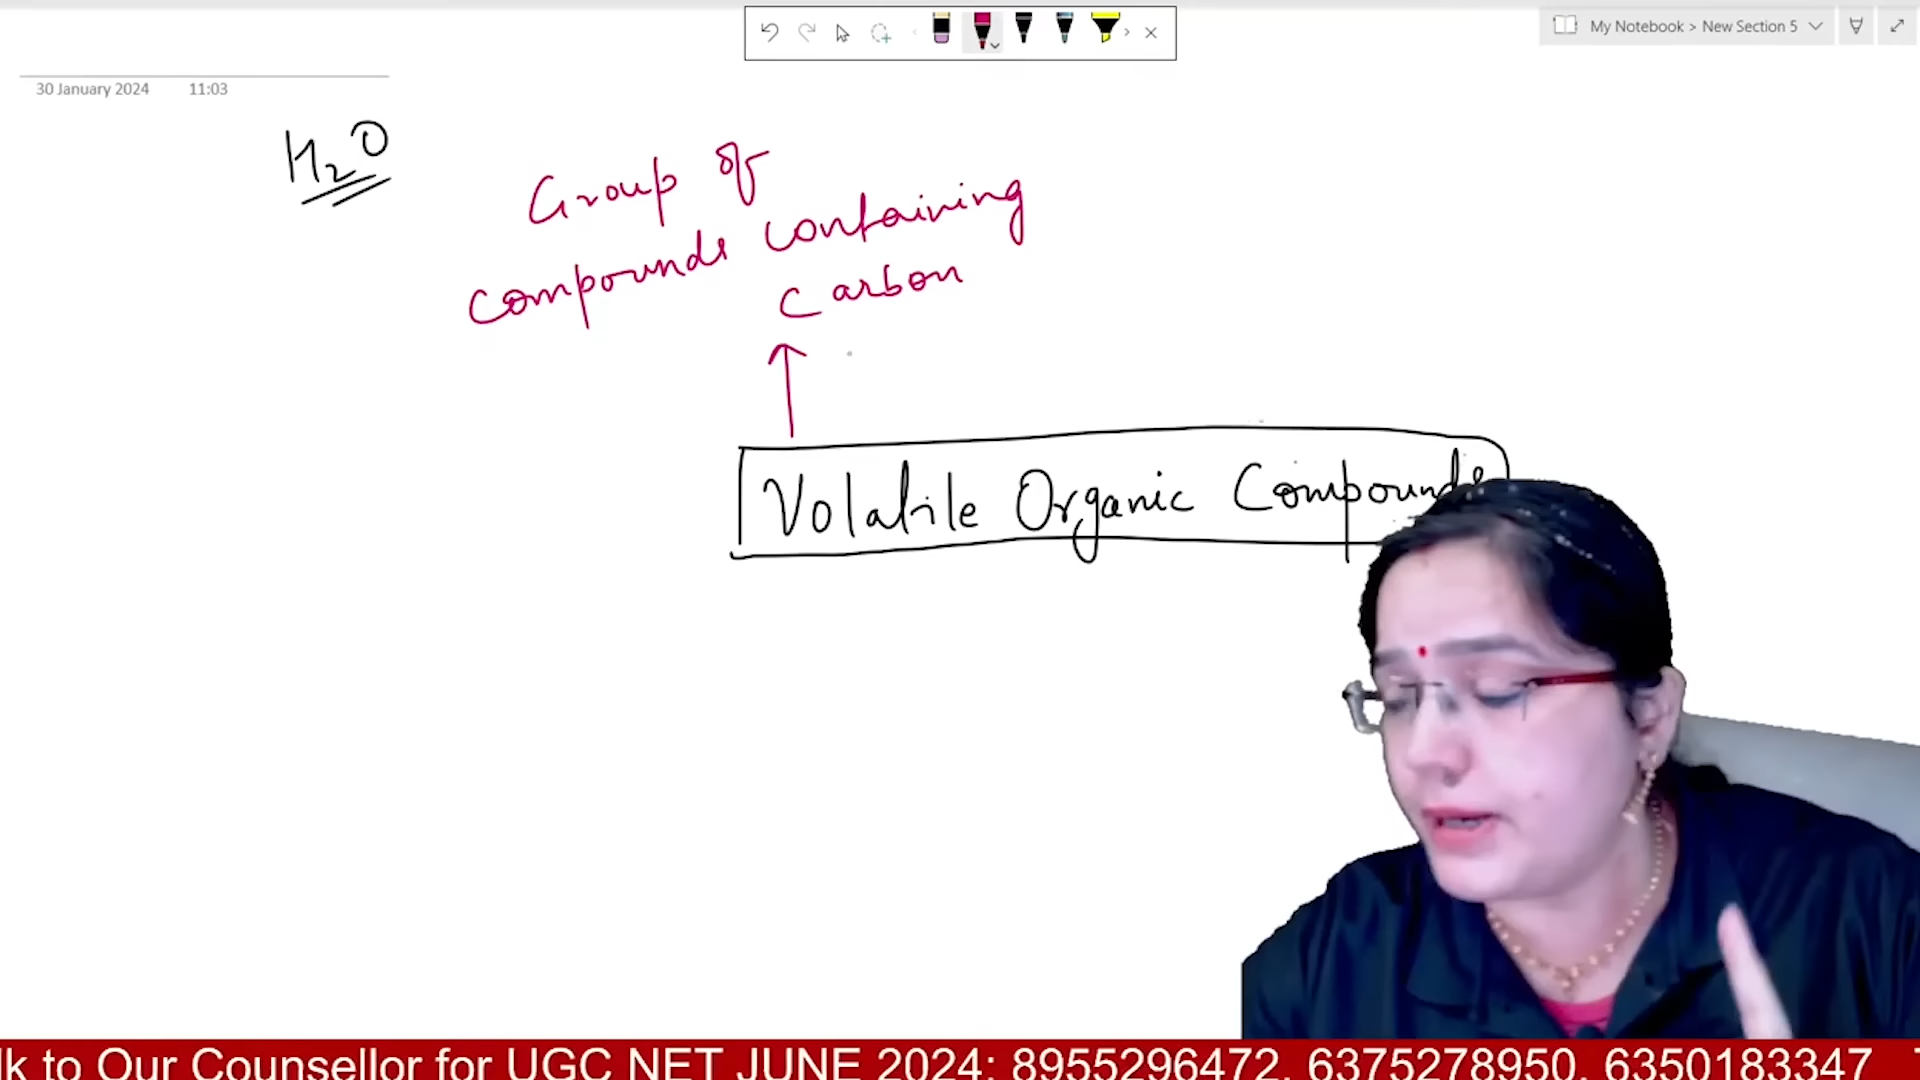 My Notebook > New Section 5
30 January 2024 11:03
H2O
Group of
compounds containing
carbon
Volatile Organic Compounds
lk to Our Counsellor for UGC NET JUNE 2024: 8955296472, 6375278950, 6350183347